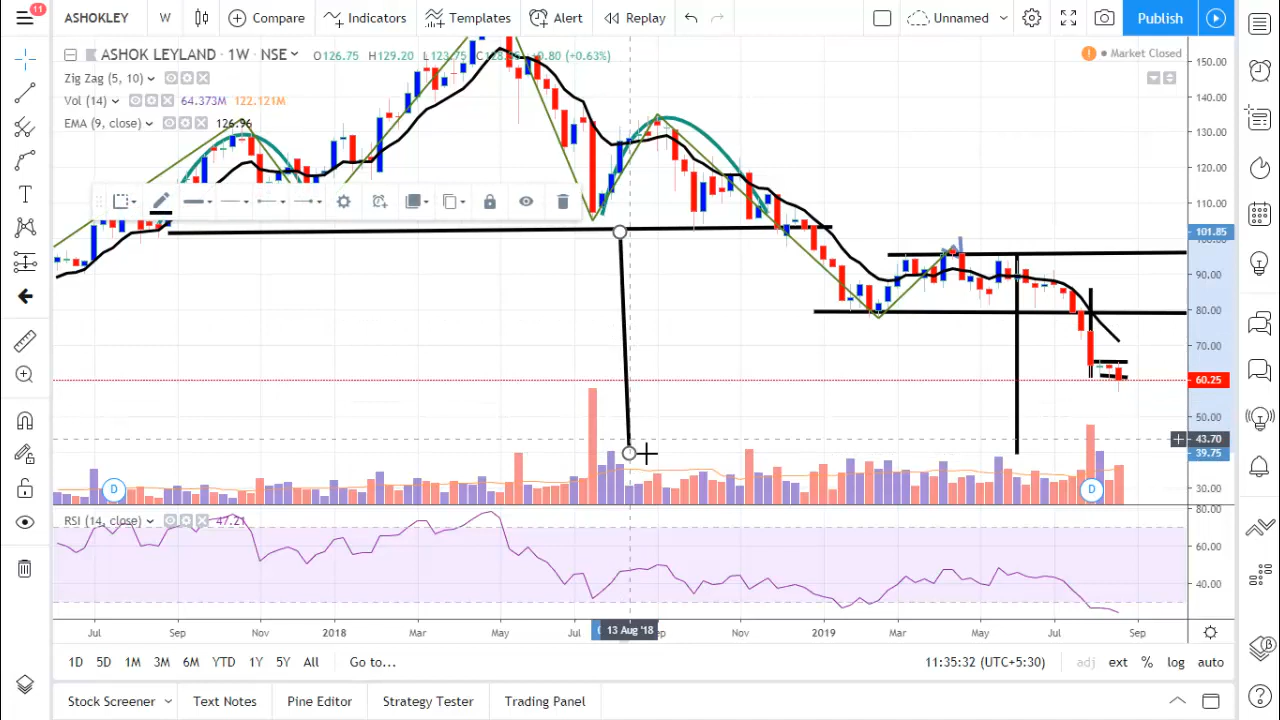 11
ASHOKLEY W Compare Indicators Templates Alert Replay Unnamed Publish
ASHOK LEYLAND · 1W · NSE O126.75 H129.20 L123.75 +0.80 (+0.63%)
Market Closed
Zig Zag (5, 10)
Vol (14) 64.373M 122.121M
EMA (9, close) 126.96
150.00
140.00
130.00
120.00
110.00
101.85
90.00
80.00
70.00
60.25
50.00
43.70
39.75
30.00
D D
RSI (14, close) 47.21
80.00
60.00
40.00
Jul Sep Nov 2018 Mar May Jul 13 Aug '18 Nov 2019 Mar May Jul Sep
1D 5D 1M 3M 6M YTD 1Y 5Y All Go to... 11:35:32 (UTC+5:30) adj ext % log auto
Stock Screener Text Notes Pine Editor Strategy Tester Trading Panel